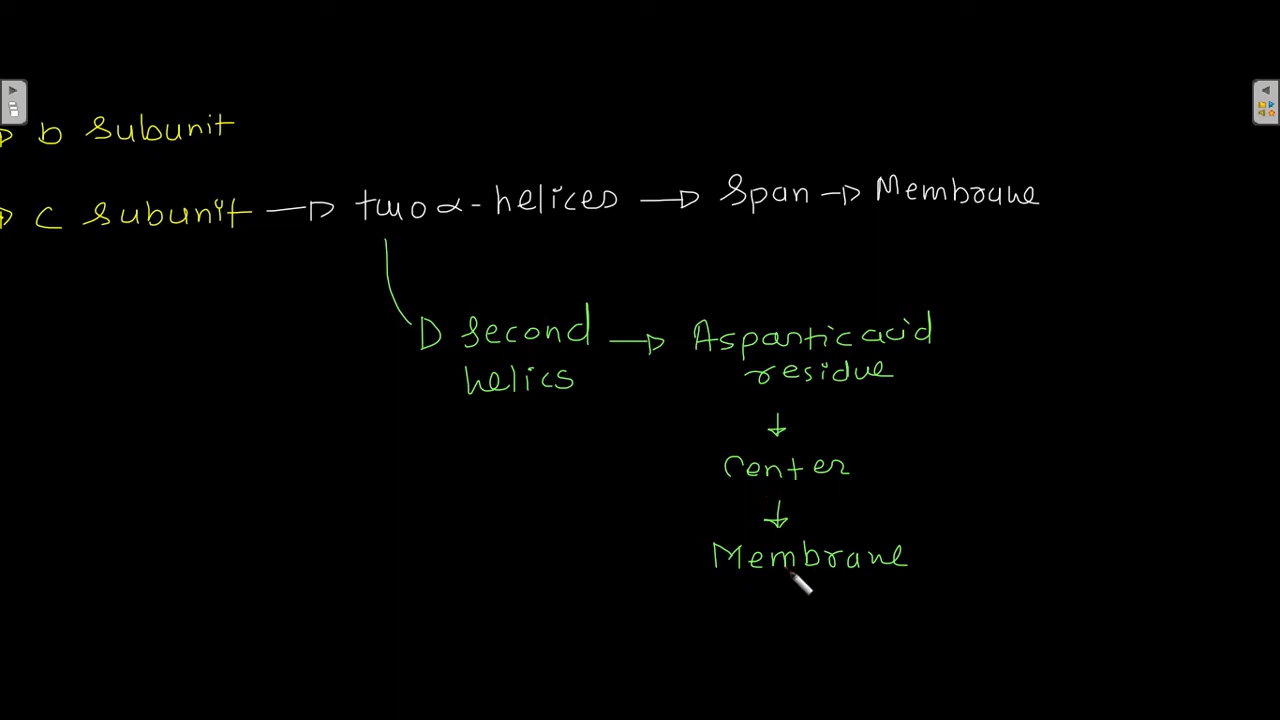 b subunit
c subunit → two α-helices → Span → Membrane
second → Aspartic acid
helics residue
↓
Center
↓
Membrane